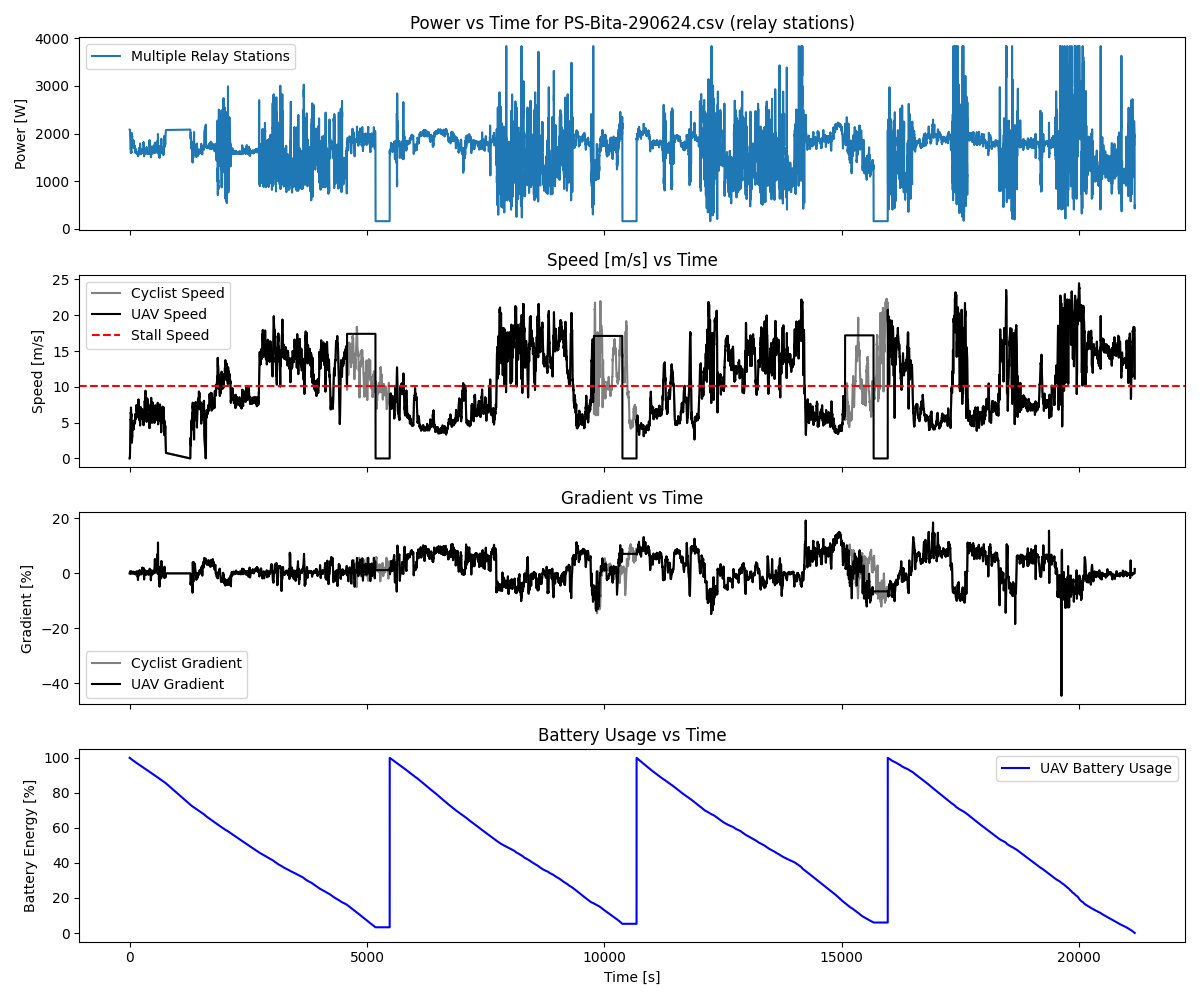 Power vs Time for PS-Bita-290624.csv (relay stations)
4000
3000
2000
1000
0
Power [W]
Multiple Relay Stations
Speed [m/s] vs Time
25
20
15
10
5
0
Speed [m/s]
Cyclist Speed
UAV Speed
Stall Speed
Gradient vs Time
20
0
−20
−40
Gradient [%]
Cyclist Gradient
UAV Gradient
Battery Usage vs Time
100
80
60
40
20
0
Battery Energy [%]
UAV Battery Usage
0 5000 10000 15000 20000
Time [s]